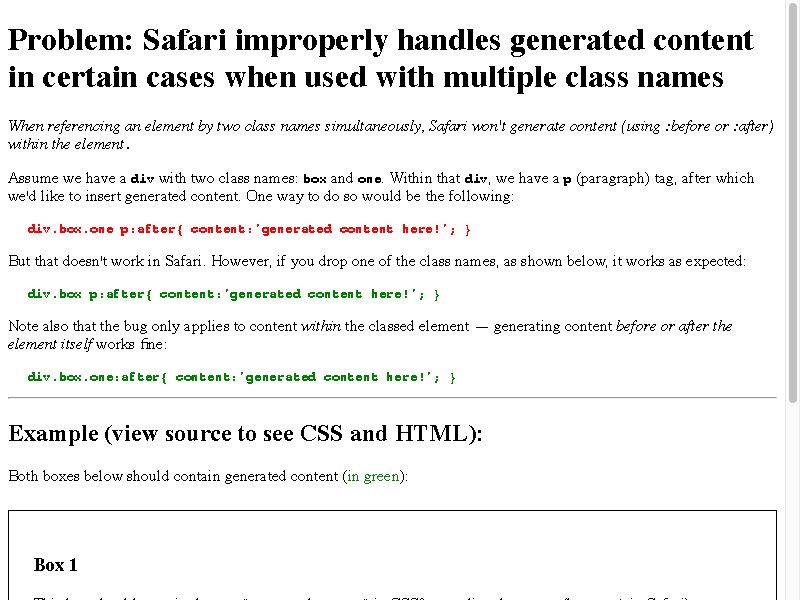 Problem: Safari improperly handles generated content
in certain cases when used with multiple class names
When referencing an element by two class names simultaneously, Safari won't generate content (using :before or :after)
within the element.
Assume we have a div with two class names: box and one. Within that div, we have a p (paragraph) tag, after which
we'd like to insert generated content. One way to do so would be the following:
div.box.one p:after{ content:'generated content here!'; }
But that doesn't work in Safari. However, if you drop one of the class names, as shown below, it works as expected:
div.box p:after{ content:'generated content here!'; }
Note also that the bug only applies to content within the classed element — generating content before or after the
element itself works fine:
div.box.one:after{ content:'generated content here!'; }
Example (view source to see CSS and HTML):
Both boxes below should contain generated content (in green):
Box 1